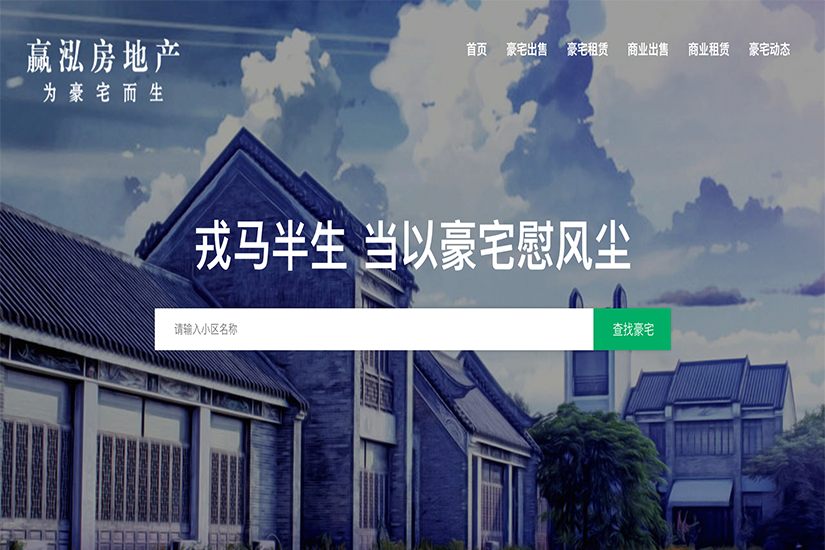 赢泓房地产
为豪宅而生
首页 豪宅出售 豪宅租赁 商业出售 商业租赁 豪宅动态
戎马半生 当以豪宅慰风尘
请输入小区名称
查找豪宅